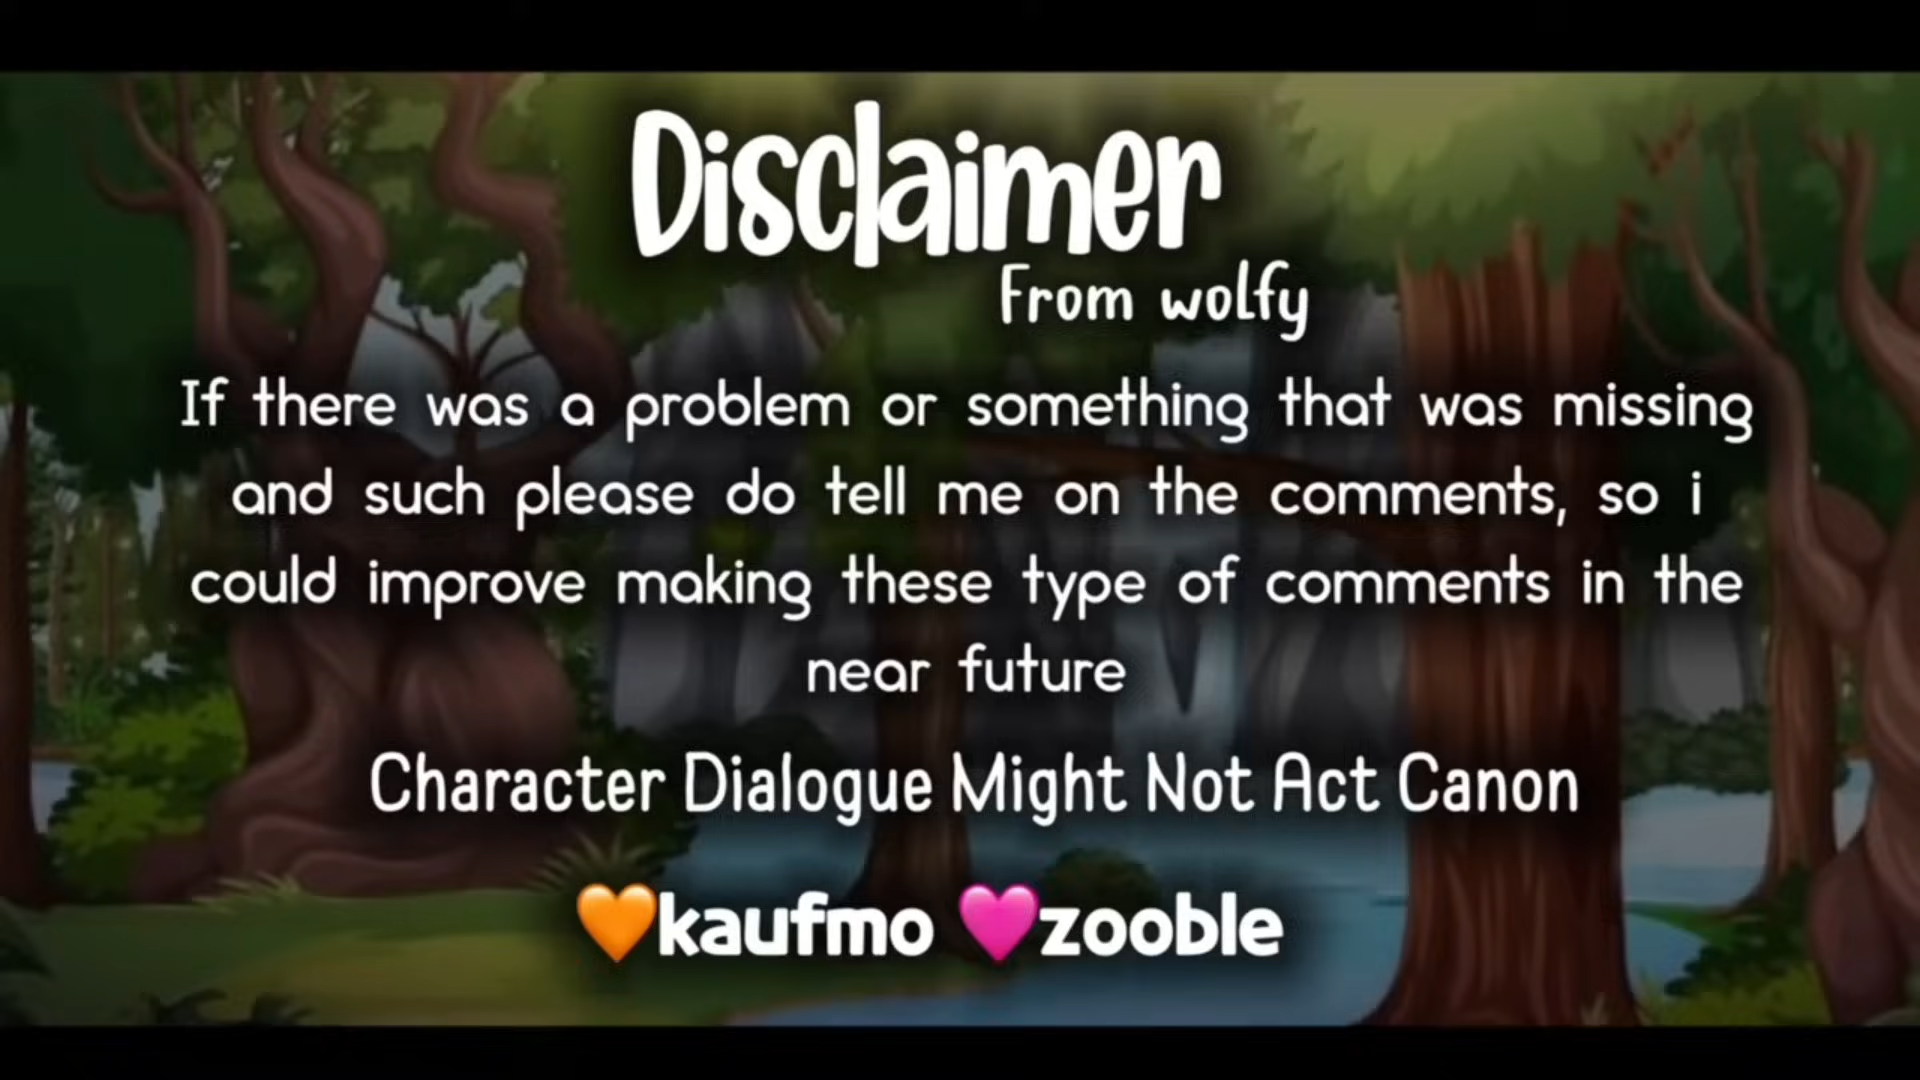 Disclaimer
From wolfy
If there was a problem or something that was missing
and such please do tell me on the comments, so i
could improve making these type of comments in the
near future
Character Dialogue Might Not Act Canon
🧡kaufmo 🩷zooble